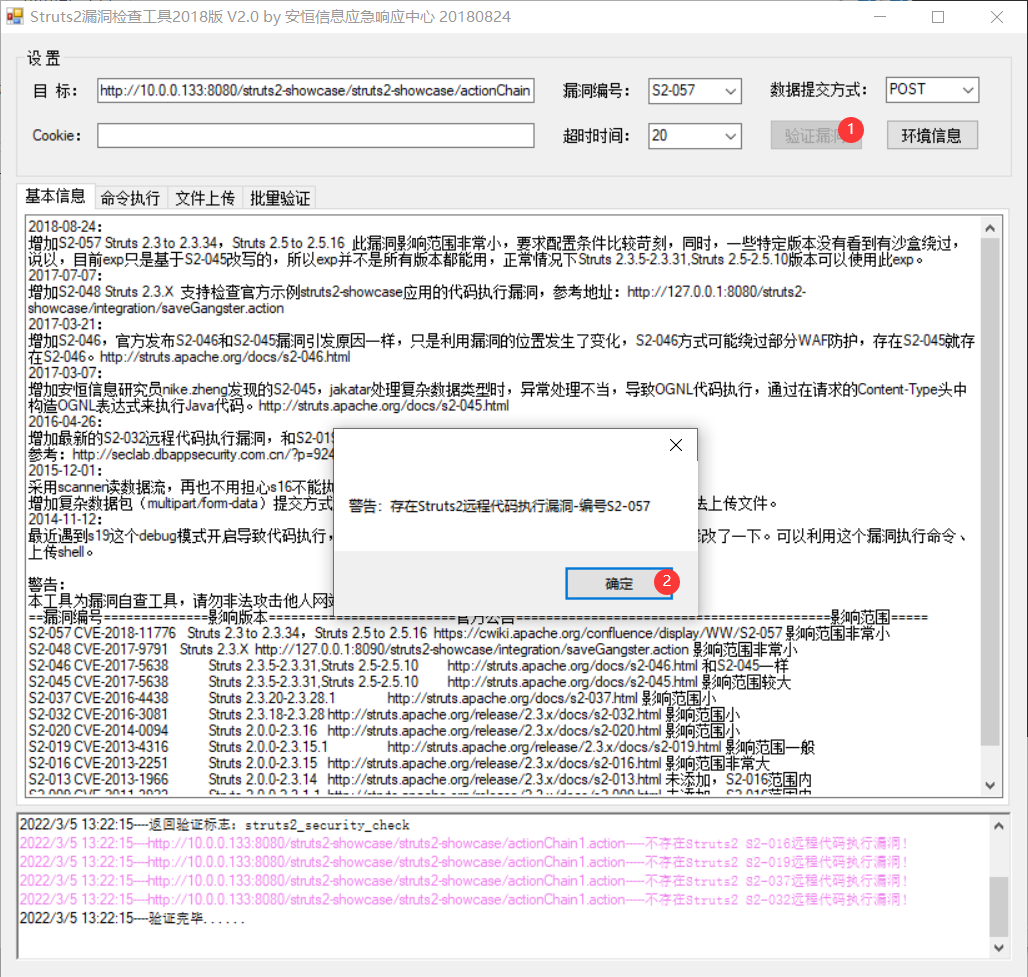 Struts2漏洞检查工具2018版 V2.0 by 安恒信息应急响应中心 20180824
设 置
目 标： http://10.0.0.133:8080/struts2-showcase/struts2-showcase/actionChain 漏洞编号： S2-057 数据提交方式： POST
Cookie： 超时时间： 20 验证漏洞 1 环境信息
基本信息 命令执行 文件上传 批量验证
2018-08-24：
增加S2-057 Struts 2.3 to 2.3.34，Struts 2.5 to 2.5.16 此漏洞影响范围非常小，要求配置条件比较苛刻，同时，一些特定版本没有看到有沙盒绕过，
说以，目前exp只是基于S2-045改写的，所以exp并不是所有版本都能用，正常情况下Struts 2.3.5-2.3.31,Struts 2.5-2.5.10版本可以使用此exp。
2017-07-07：
增加S2-048 Struts 2.3.X 支持检查官方示例struts2-showcase应用的代码执行漏洞，参考地址：http://127.0.0.1:8080/struts2-
showcase/integration/saveGangster.action
2017-03-21：
增加S2-046，官方发布S2-046和S2-045漏洞引发原因一样，只是利用漏洞的位置发生了变化，S2-046方式可能绕过部分WAF防护，存在S2-045就存
在S2-046。http://struts.apache.org/docs/s2-046.html
2017-03-07：
增加安恒信息研究员nike.zheng发现的S2-045，jakatar处理复杂数据类型时，异常处理不当，导致OGNL代码执行，通过在请求的Content-Type头中
构造OGNL表达式来执行Java代码。http://struts.apache.org/docs/s2-045.html
2016-04-26：
增加最新的S2-032远程代码执行漏洞，和S2-019
参考：http://seclab.dbappsecurity.com.cn/?p=924
2015-12-01：
采用scanner读数据流，再也不用担心s16不能执
增加复杂数据包（multipart/form-data）提交方式 法上传文件。
2014-11-12：
最近遇到s19这个debug模式开启导致代码执行， 改了一下。可以利用这个漏洞执行命令、
上传shell。
警告：
本工具为漏洞自查工具，请勿非法攻击他人网站
警告：存在Struts2远程代码执行漏洞-编号S2-057
确定 2
==漏洞编号==============影响版本=========================官方公告==========================================影响范围=====
S2-057 CVE-2018-11776 Struts 2.3 to 2.3.34，Struts 2.5 to 2.5.16 https://cwiki.apache.org/confluence/display/WW/S2-057 影响范围非常小
S2-048 CVE-2017-9791 Struts 2.3.X http://127.0.0.1:8090/struts2-showcase/integration/saveGangster.action 影响范围非常小
S2-046 CVE-2017-5638 Struts 2.3.5-2.3.31,Struts 2.5-2.5.10 http://struts.apache.org/docs/s2-046.html 和S2-045一样
S2-045 CVE-2017-5638 Struts 2.3.5-2.3.31,Struts 2.5-2.5.10 http://struts.apache.org/docs/s2-045.html 影响范围较大
S2-037 CVE-2016-4438 Struts 2.3.20-2.3.28.1 http://struts.apache.org/docs/s2-037.html 影响范围小
S2-032 CVE-2016-3081 Struts 2.3.18-2.3.28 http://struts.apache.org/release/2.3.x/docs/s2-032.html 影响范围小
S2-020 CVE-2014-0094 Struts 2.0.0-2.3.16 http://struts.apache.org/release/2.3.x/docs/s2-020.html 影响范围小
S2-019 CVE-2013-4316 Struts 2.0.0-2.3.15.1 http://struts.apache.org/release/2.3.x/docs/s2-019.html 影响范围一般
S2-016 CVE-2013-2251 Struts 2.0.0-2.3.15 http://struts.apache.org/release/2.3.x/docs/s2-016.html 影响范围非常大
S2-013 CVE-2013-1966 Struts 2.0.0-2.3.14 http://struts.apache.org/release/2.3.x/docs/s2-013.html 未添加，S2-016范围内
2022/3/5 13:22:15----返回验证标志：struts2_security_check
2022/3/5 13:22:15----http://10.0.0.133:8080/struts2-showcase/struts2-showcase/actionChain1.action-----不存在Struts2 S2-016远程代码执行漏洞！
2022/3/5 13:22:15----http://10.0.0.133:8080/struts2-showcase/struts2-showcase/actionChain1.action-----不存在Struts2 S2-019远程代码执行漏洞！
2022/3/5 13:22:15----http://10.0.0.133:8080/struts2-showcase/struts2-showcase/actionChain1.action-----不存在Struts2 S2-037远程代码执行漏洞！
2022/3/5 13:22:15----http://10.0.0.133:8080/struts2-showcase/struts2-showcase/actionChain1.action-----不存在Struts2 S2-032远程代码执行漏洞！
2022/3/5 13:22:15----验证完毕......